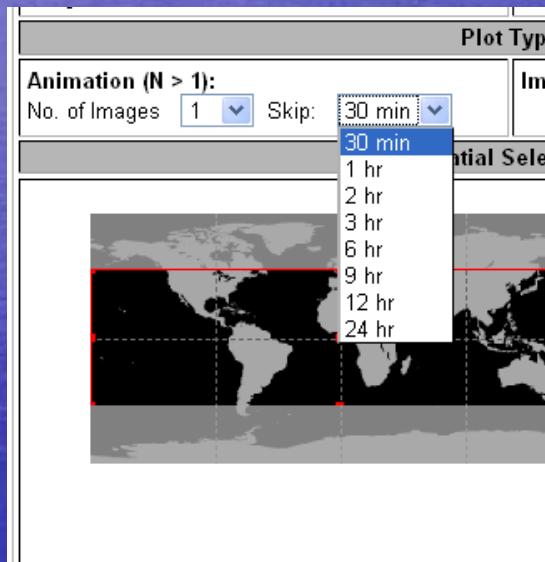 Plot Typ
Animation (N > 1):
Im
No. of Images 1 Skip: 30 min
30 min
ntial Sele
1 hr
2 hr
3 hr
6 hr
9 hr
12 hr
24 hr